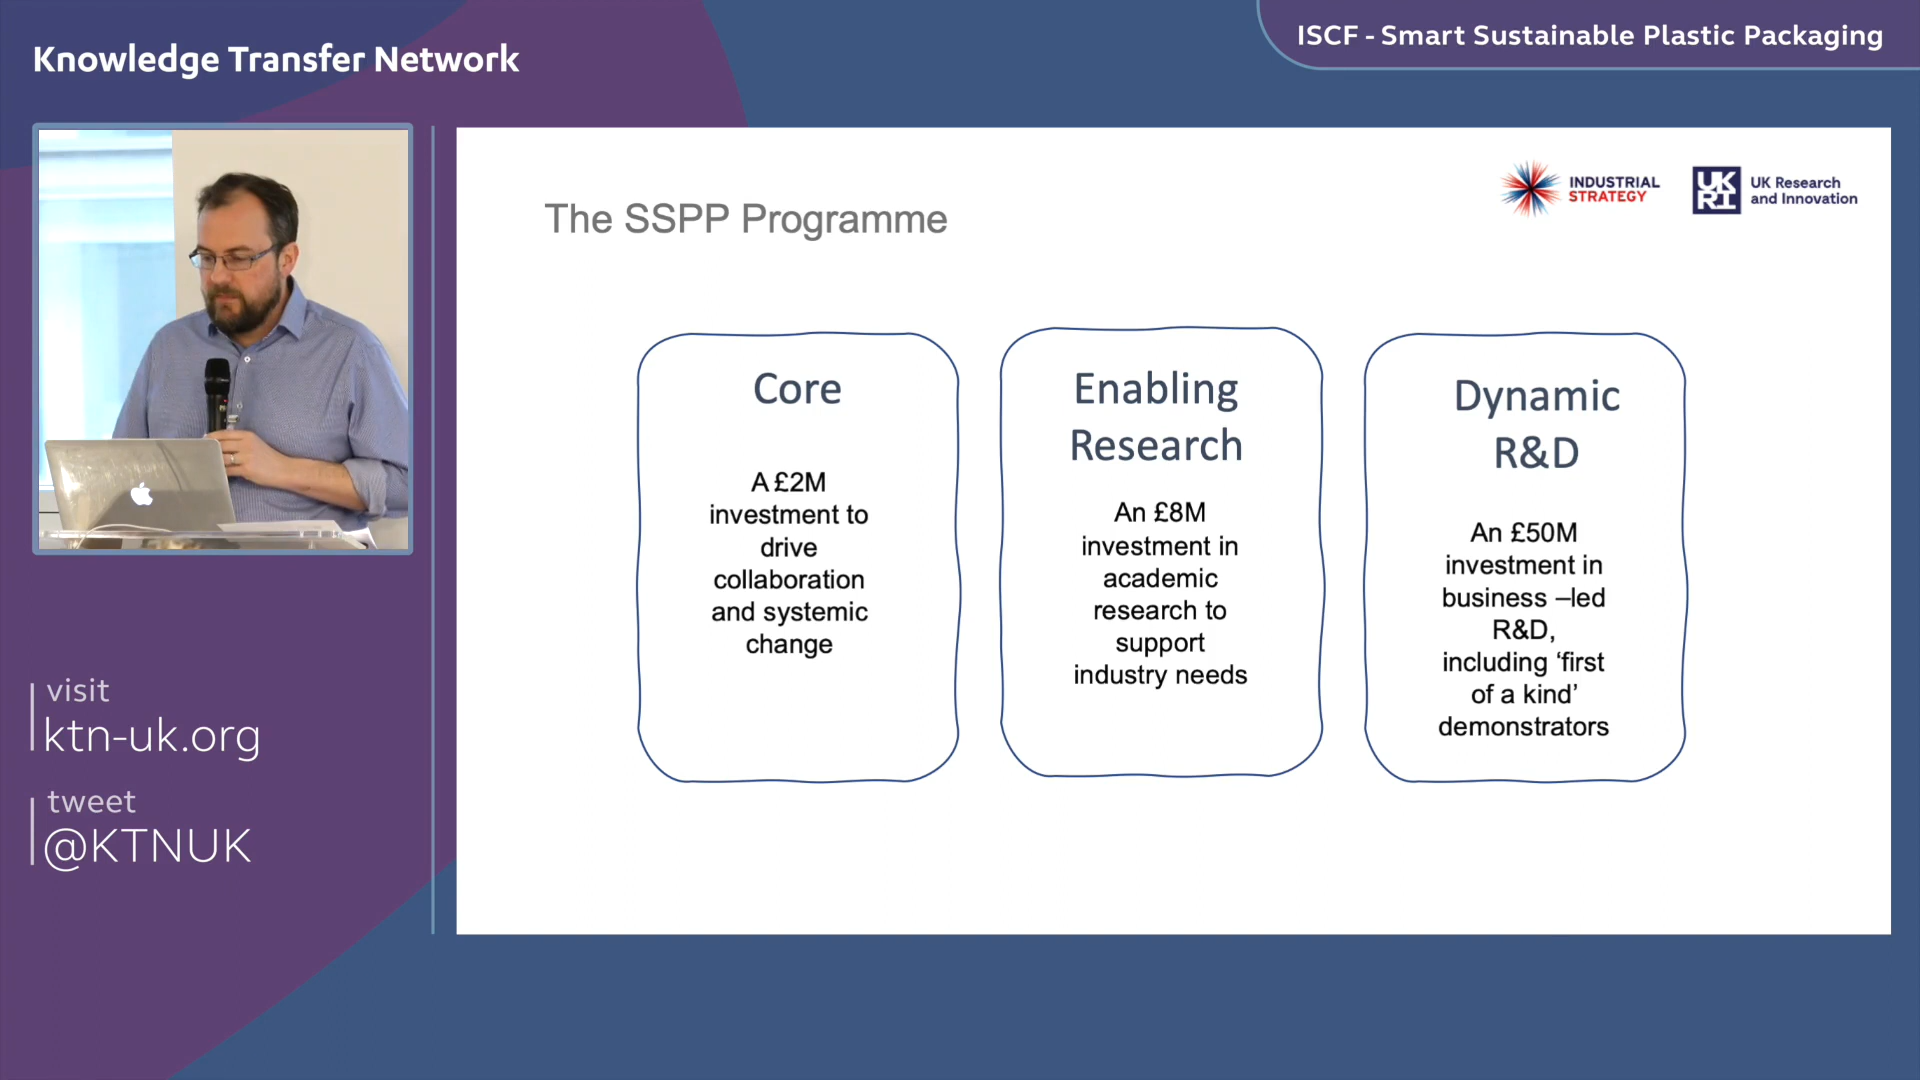 Knowledge Transfer Network
ISCF - Smart Sustainable Plastic Packaging
The SSPP Programme
INDUSTRIAL
STRATEGY
UK
RI
UK Research
and Innovation
Core
A £2M
investment to
drive
collaboration
and systemic
change
Enabling
Research
An £8M
investment in
academic
research to
support
industry needs
Dynamic
R&D
An £50M
investment in
business –led
R&D,
including ‘first
of a kind’
demonstrators
visit
ktn-uk.org
tweet
@KTNUK